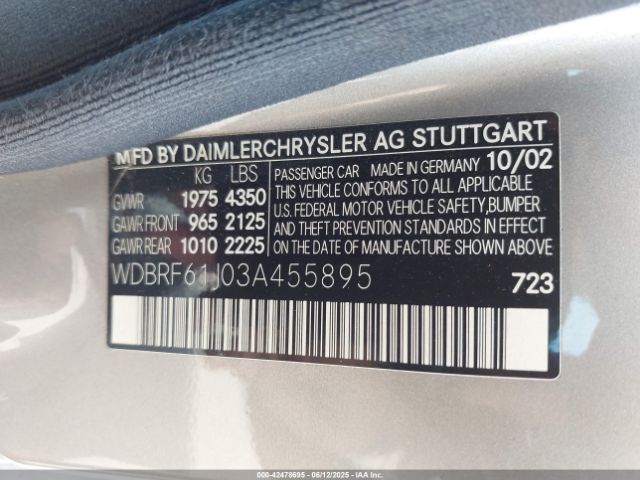 MFD BY DAIMLERCHRYSLER AG STUTTGART
KG LBS
GVWR 1975 4350
GAWR FRONT 965 2125
GAWR REAR 1010 2225
PASSENGER CAR MADE IN GERMANY 10/02
THIS VEHICLE CONFORMS TO ALL APPLICABLE
U.S. FEDERAL MOTOR VEHICLE SAFETY,BUMPER
AND THEFT PREVENTION STANDARDS IN EFFECT
ON THE DATE OF MANUFACTURE SHOWN ABOVE
WDBRF61J03A455895
723
000-42478695 - 06/12/2025 - IAAI.com